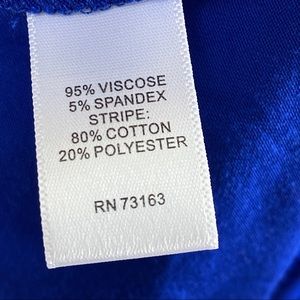 95% VISCOSE
5% SPANDEX
STRIPE:
80% COTTON
20% POLYESTER
RN 73163